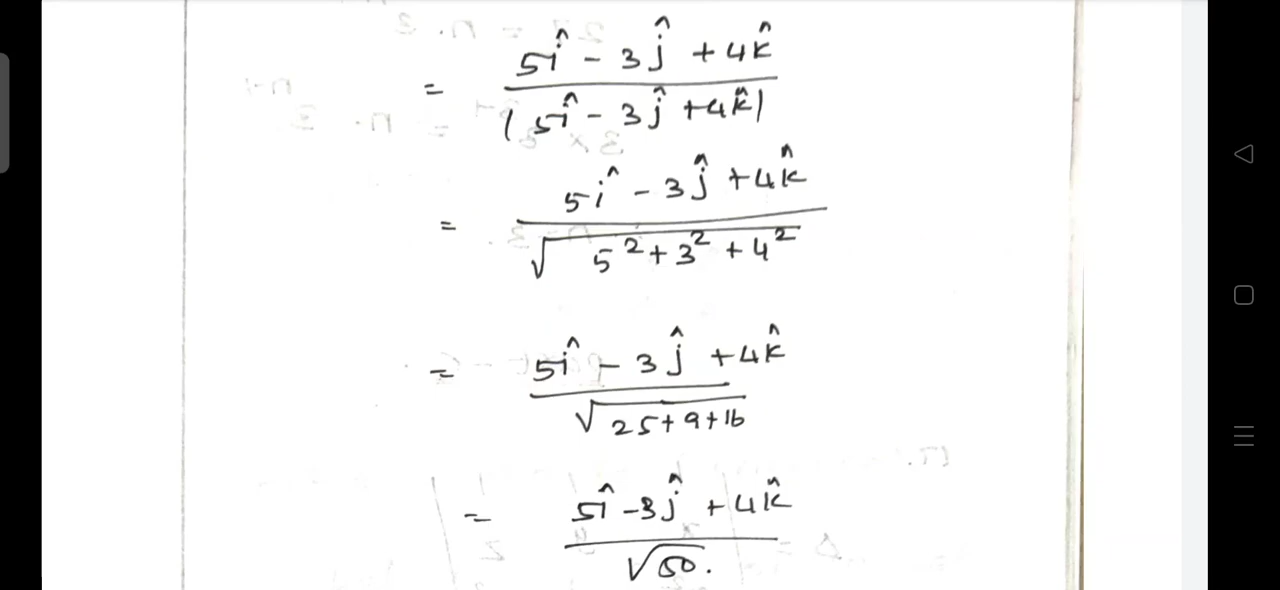 = (5î - 3ĵ + 4k̂) / |5î - 3ĵ + 4k̂|
= (5î - 3ĵ + 4k̂) / √(5² + 3² + 4²)
= (5î - 3ĵ + 4k̂) / √(25 + 9 + 16)
= (5î - 3ĵ + 4k̂) / √50.